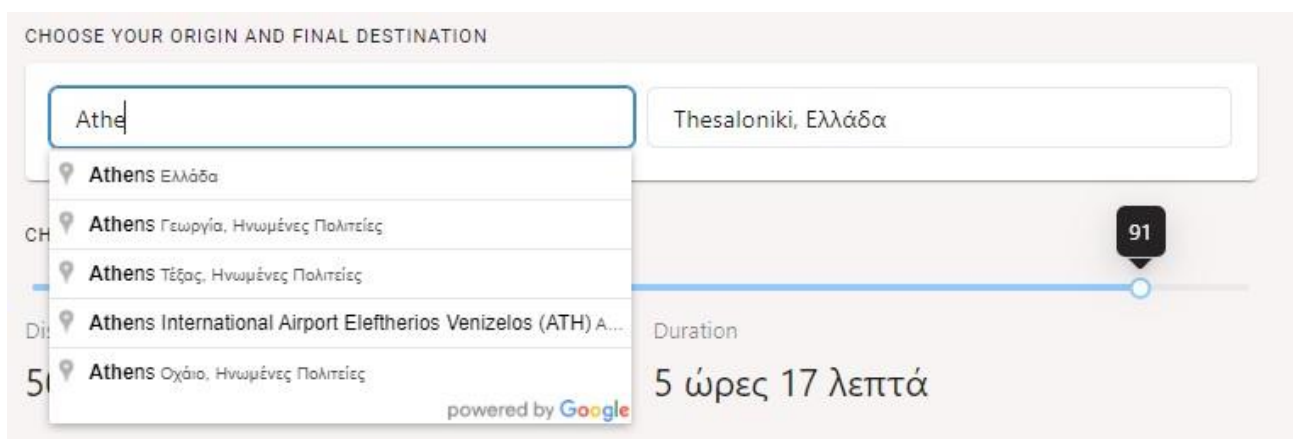 CHOOSE YOUR ORIGIN AND FINAL DESTINATION
Athe
Thesaloniki, Ελλάδα
Athens Ελλάδα
Athens Γεωργία, Ηνωμένες Πολιτείες
CH
91
Athens Τέξας, Ηνωμένες Πολιτείες
Athens International Airport Eleftherios Venizelos (ATH) A...
Di
Duration
Athens Οχάιο, Ηνωμένες Πολιτείες
5 ώρες 17 λεπτά
powered by Google